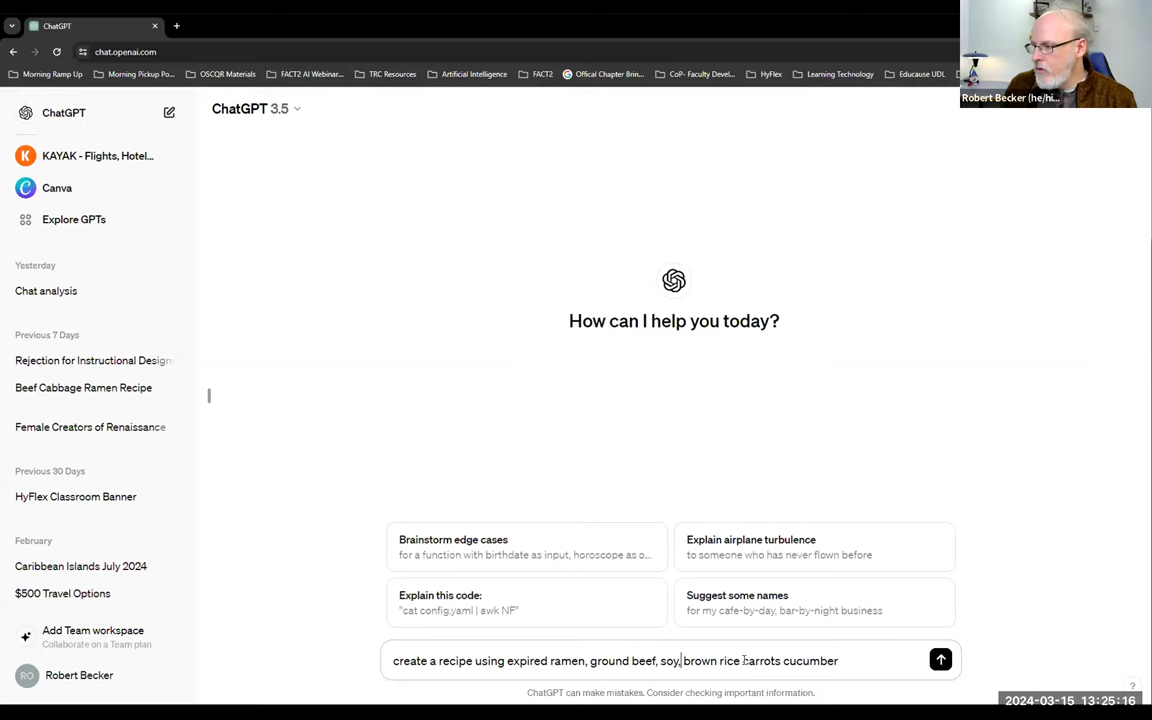 ChatGPT
chat.openai.com
Morning Ramp Up
Morning Pickup Po...
OSCQR Materials
FACT2 AI Webinar...
TRC Resources
Artificial Intelligence
FACT2
Offical Chapter Brin...
CoP- Faculty Devel...
HyFlex
Learning Technology
Educause UDL
Robert Becker (he/hi...
ChatGPT
ChatGPT 3.5
KAYAK - Flights, Hotel...
Canva
Explore GPTs
Yesterday
Chat analysis
Previous 7 Days
Rejection for Instructional Design
Beef Cabbage Ramen Recipe
Female Creators of Renaissance
Previous 30 Days
HyFlex Classroom Banner
February
Caribbean Islands July 2024
$500 Travel Options
Add Team workspace
Collaborate on a Team plan
RO
Robert Becker
How can I help you today?
Brainstorm edge cases
for a function with birthdate as input, horoscope as o...
Explain airplane turbulence
to someone who has never flown before
Explain this code:
"cat config.yaml | awk NF"
Suggest some names
for my cafe-by-day, bar-by-night business
create a recipe using expired ramen, ground beef, soy, brown rice carrots cucumber
ChatGPT can make mistakes. Consider checking important information.
?
2024-03-15 13:25:16